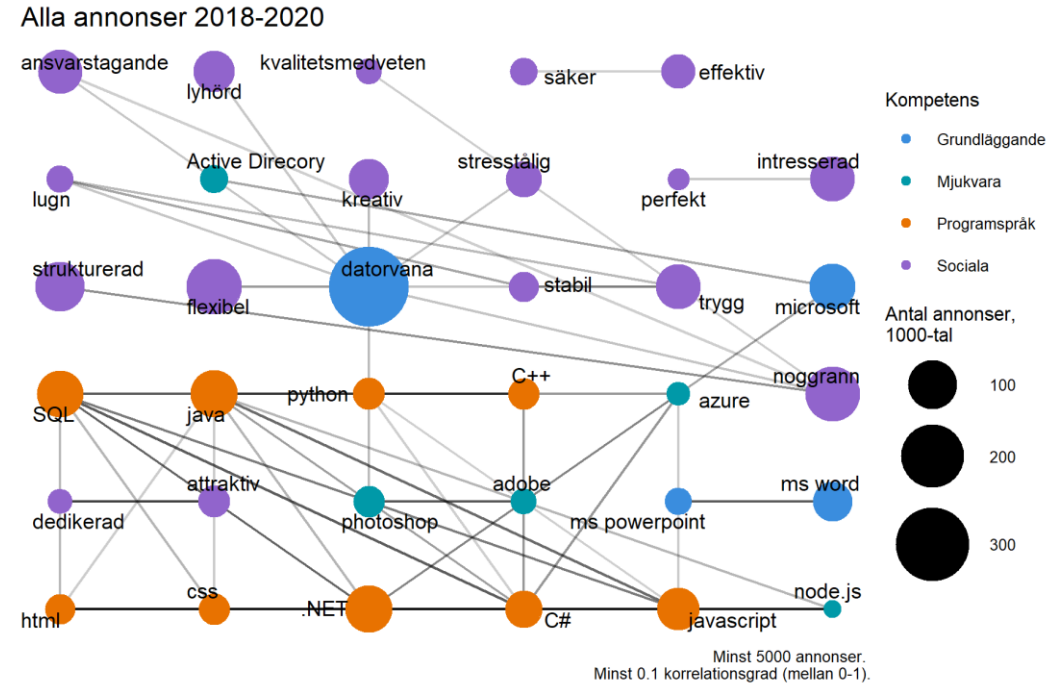 Alla annonser 2018-2020
ansvarstagande
lyhörd
kvalitetsmedveten
säker
effektiv
lugn
Active Direcory
kreativ
stresstålig
perfekt
intresserad
strukturerad
flexibel
datorvana
stabil
trygg
microsoft
SQL
java
python
C++
azure
noggrann
dedikerad
attraktiv
photoshop
adobe
ms powerpoint
ms word
html
css
.NET
C#
javascript
node.js
Kompetens
Grundläggande
Mjukvara
Programspråk
Sociala
Antal annonser,
1000-tal
100
200
300
Minst 5000 annonser.
Minst 0.1 korrelationsgrad (mellan 0-1).